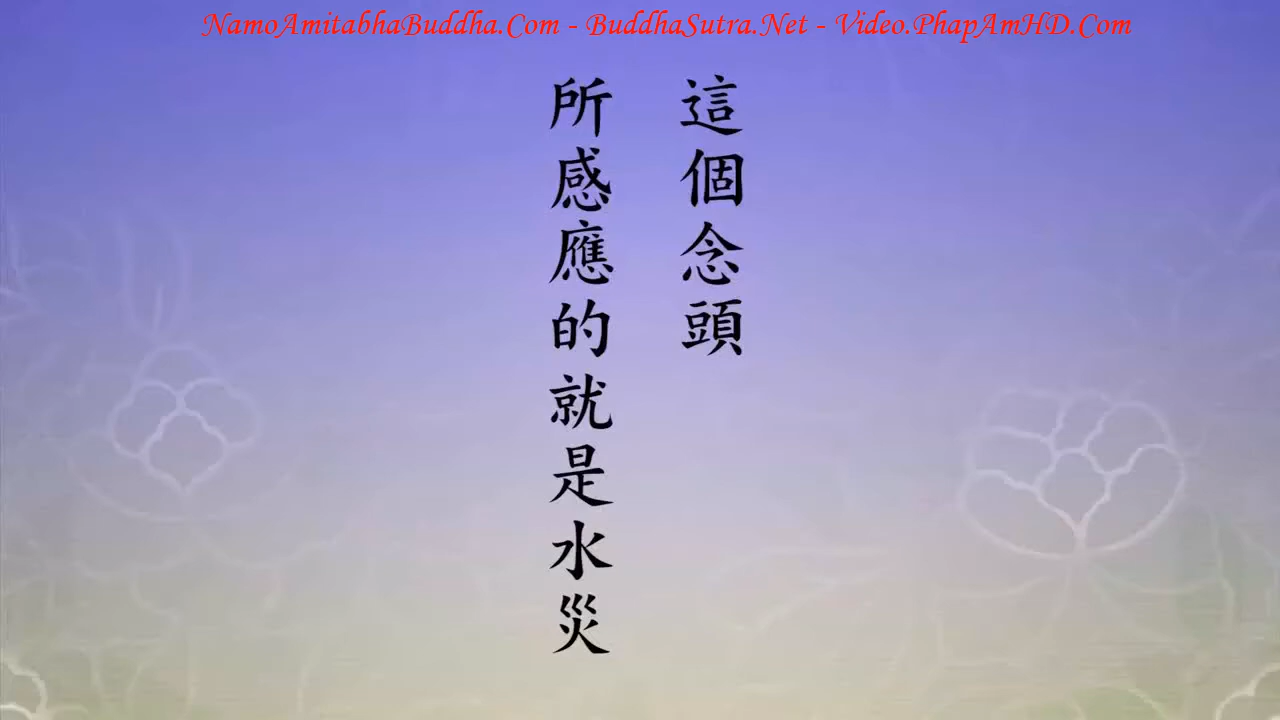 NamoAmitabhaBuddha.Com - BuddhaSutra.Net - Video.PhapAmHD.Com
這個念頭
所感應的就是水災